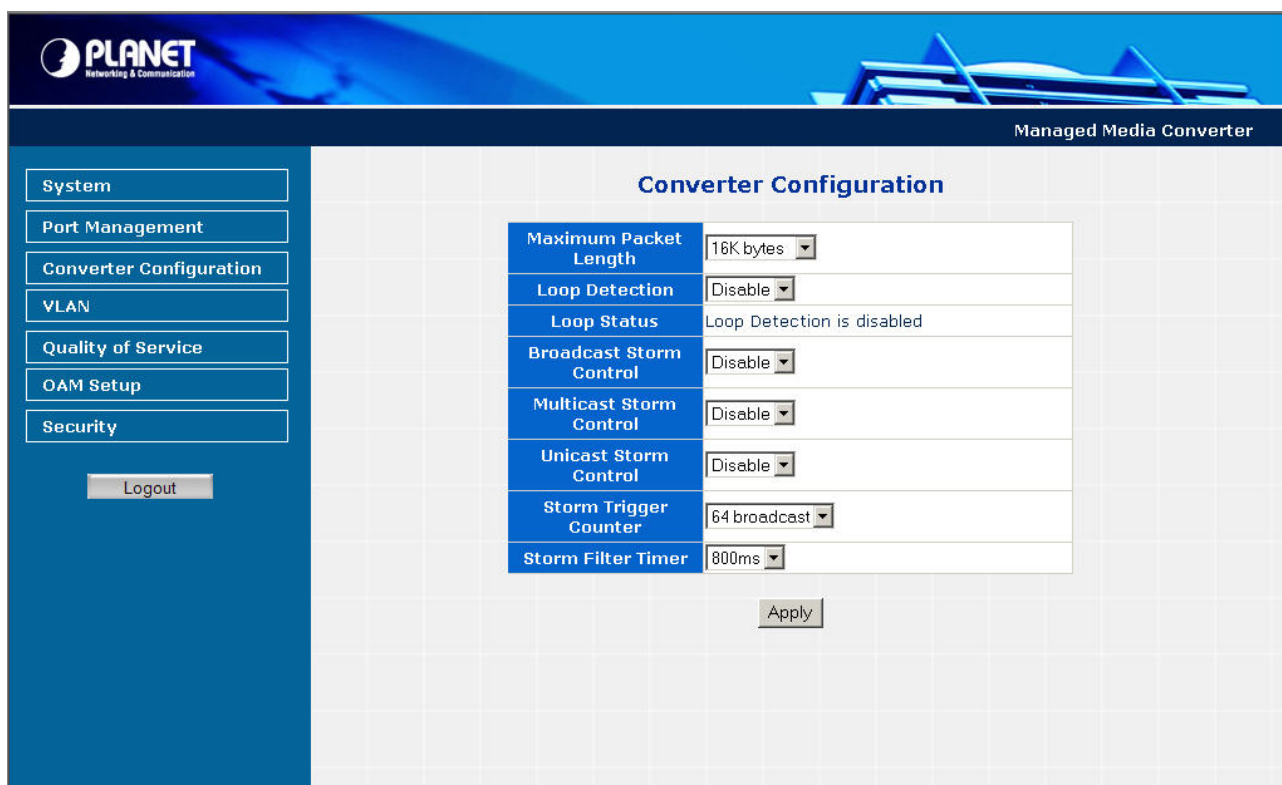 PLANET
Networking & Communication
Managed Media Converter
System
Port Management
Converter Configuration
VLAN
Quality of Service
OAM Setup
Security
Logout
Converter Configuration
Maximum Packet
Length
16K bytes
Loop Detection
Disable
Loop Status
Loop Detection is disabled
Broadcast Storm
Control
Disable
Multicast Storm
Control
Disable
Unicast Storm
Control
Disable
Storm Trigger
Counter
64 broadcast
Storm Filter Timer
800ms
Apply